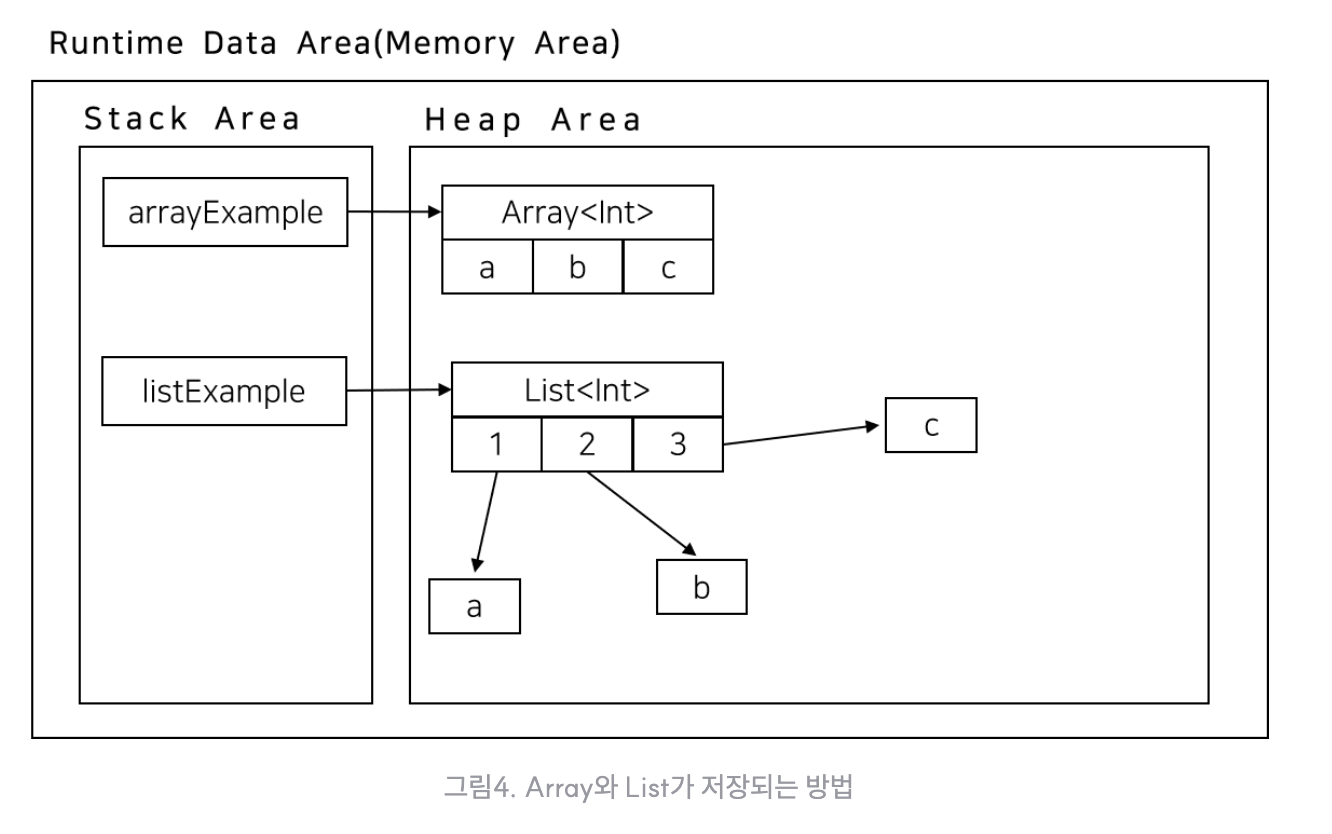 Runtime Data Area(Memory Area)
Stack Area
Heap Area
arrayExample
Array<Int>
a b c
listExample
List<Int>
1 2 3
c
b
a
그림4. Array와 List가 저장되는 방법